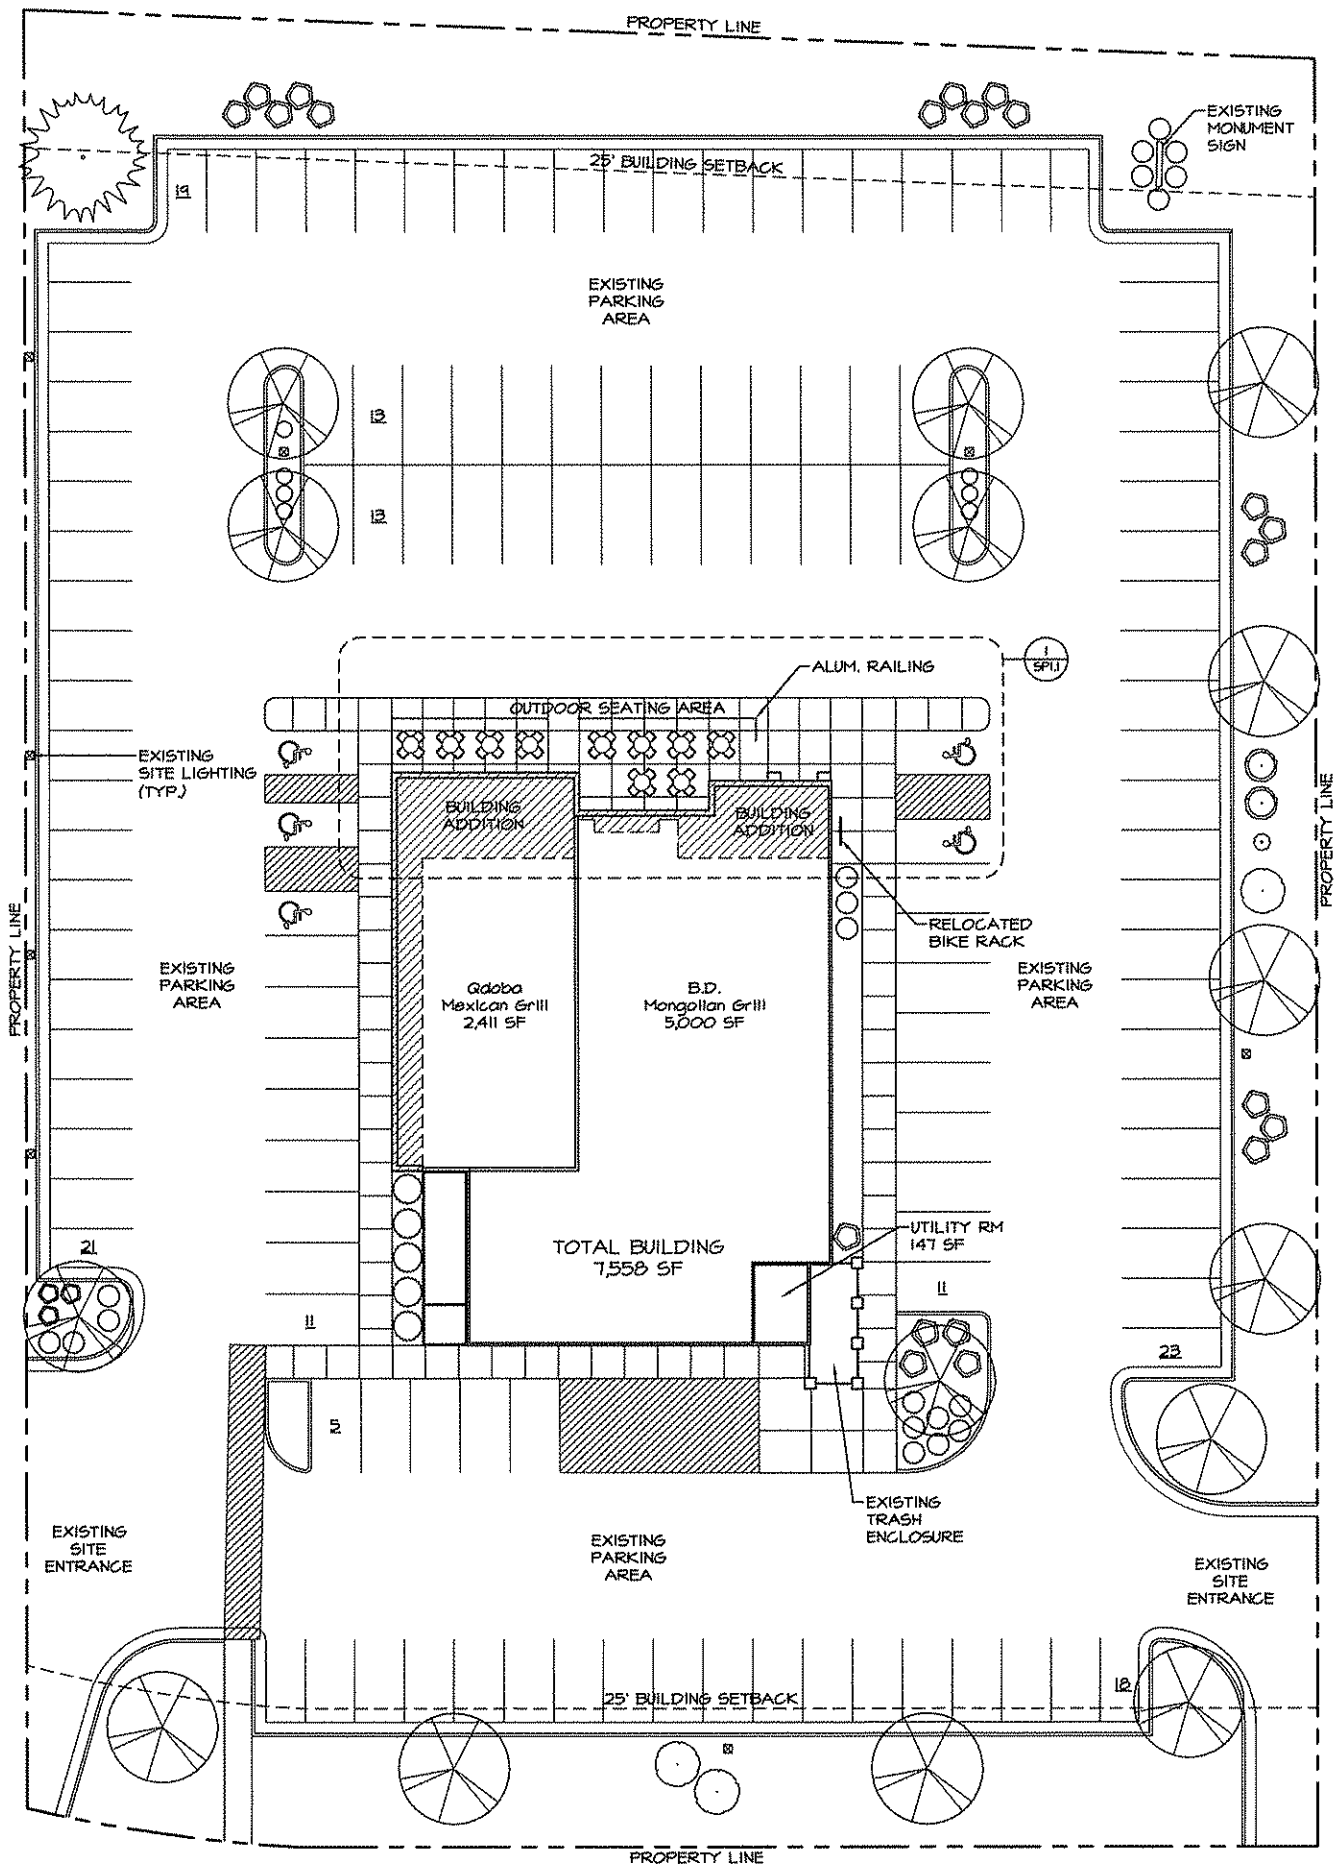 PROPERTY LINE
EXISTING
MONUMENT
SIGN
25' BUILDING SETBACK
19
EXISTING
PARKING
AREA
13
13
1
SP1.1
ALUM. RAILING
OUTDOOR SEATING AREA
EXISTING
SITE LIGHTING
(TYP.)
BUILDING
ADDITION
BUILDING
ADDITION
PROPERTY LINE
PROPERTY LINE
RELOCATED
BIKE RACK
EXISTING
PARKING
AREA
Qdoba
Mexican Grill
2,411 SF
B.D.
Mongolian Grill
5,000 SF
EXISTING
PARKING
AREA
UTILITY RM
147 SF
TOTAL BUILDING
7,558 SF
21
11
11
23
5
EXISTING
TRASH
ENCLOSURE
EXISTING
SITE
ENTRANCE
EXISTING
PARKING
AREA
EXISTING
SITE
ENTRANCE
18
25' BUILDING SETBACK
PROPERTY LINE